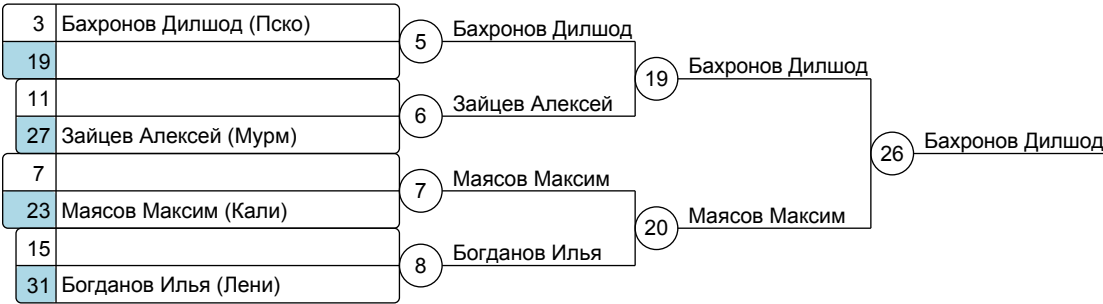 3 Бахронов Дилшод (Пско)
19
11
27 Зайцев Алексей (Мурм)
7
23 Маясов Максим (Кали)
15
31 Богданов Илья (Лени)
5 Бахронов Дилшод
6 Зайцев Алексей
7 Маясов Максим
8 Богданов Илья
19 Бахронов Дилшод
20 Маясов Максим
26 Бахронов Дилшод